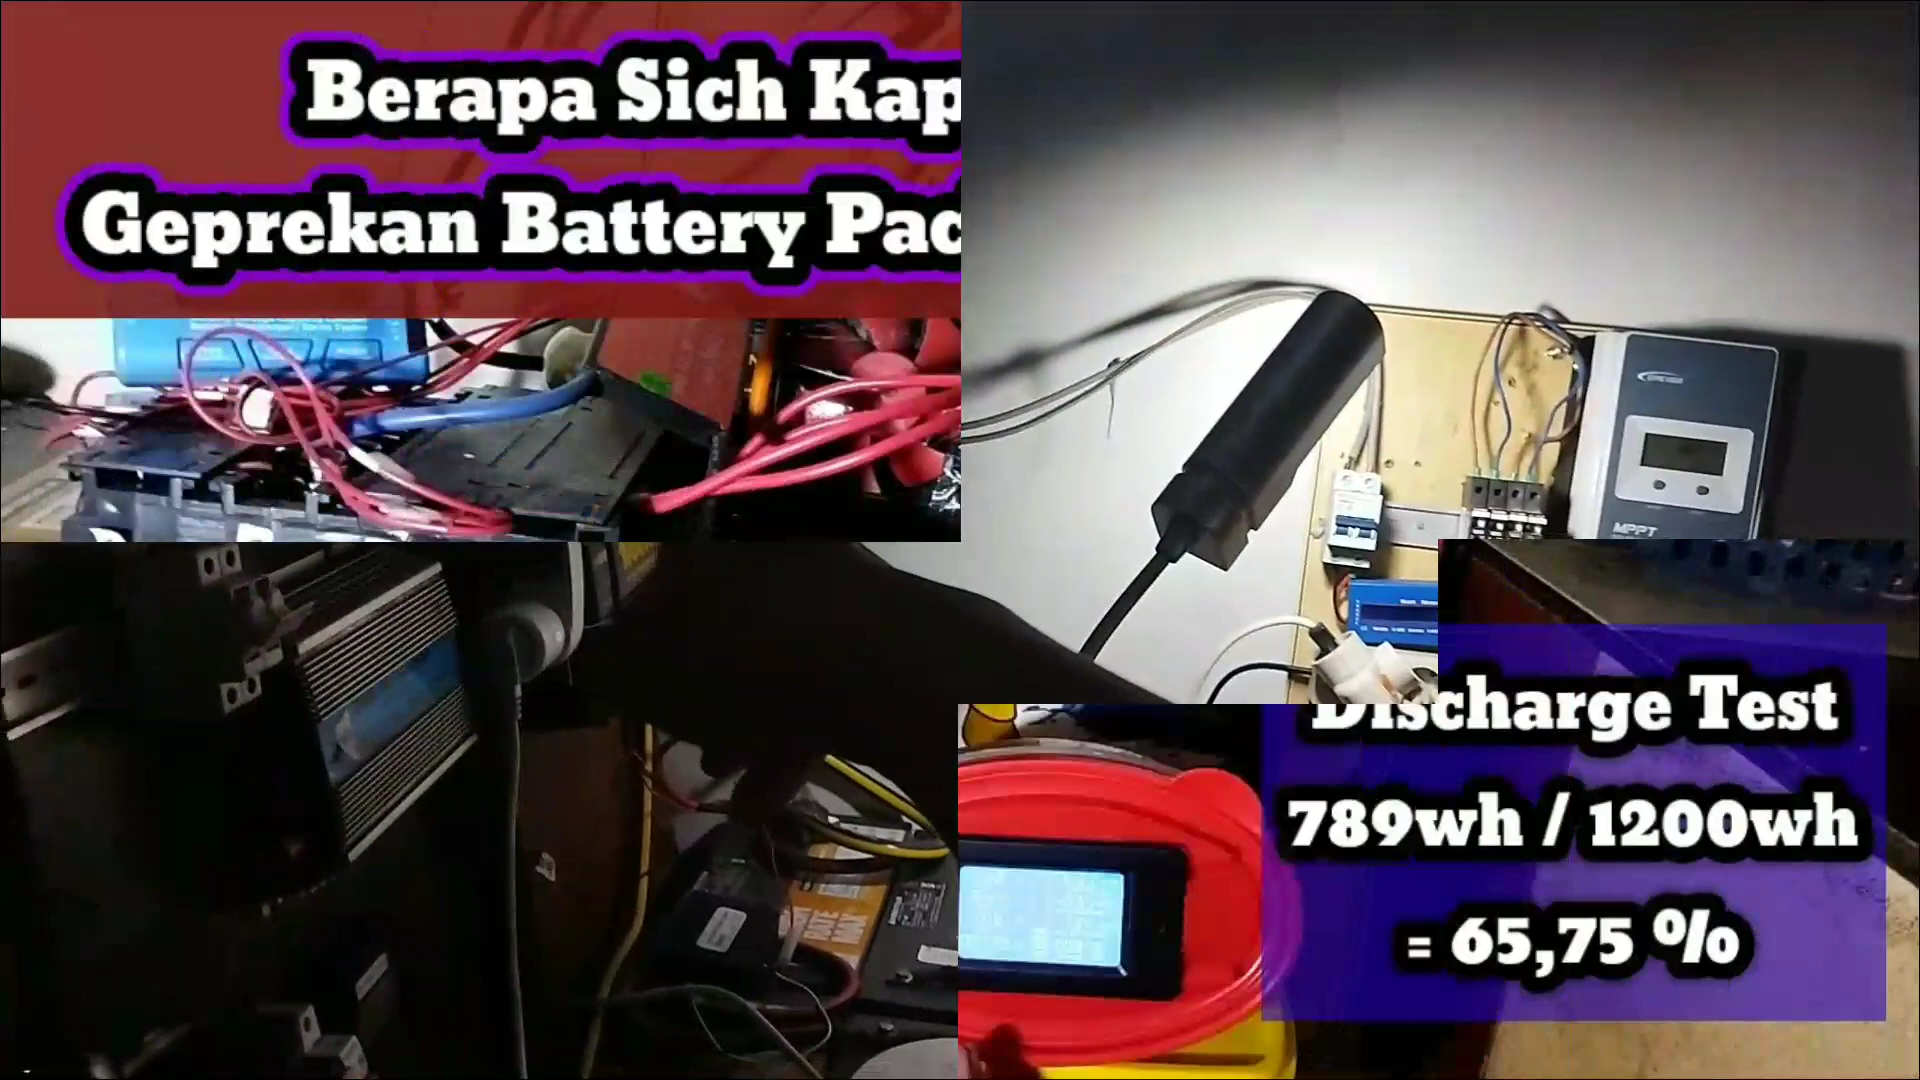 Berapa Sich Kap
Geprekan Battery Pac
MPPT
Discharge Test
789wh / 1200wh
= 65,75 %